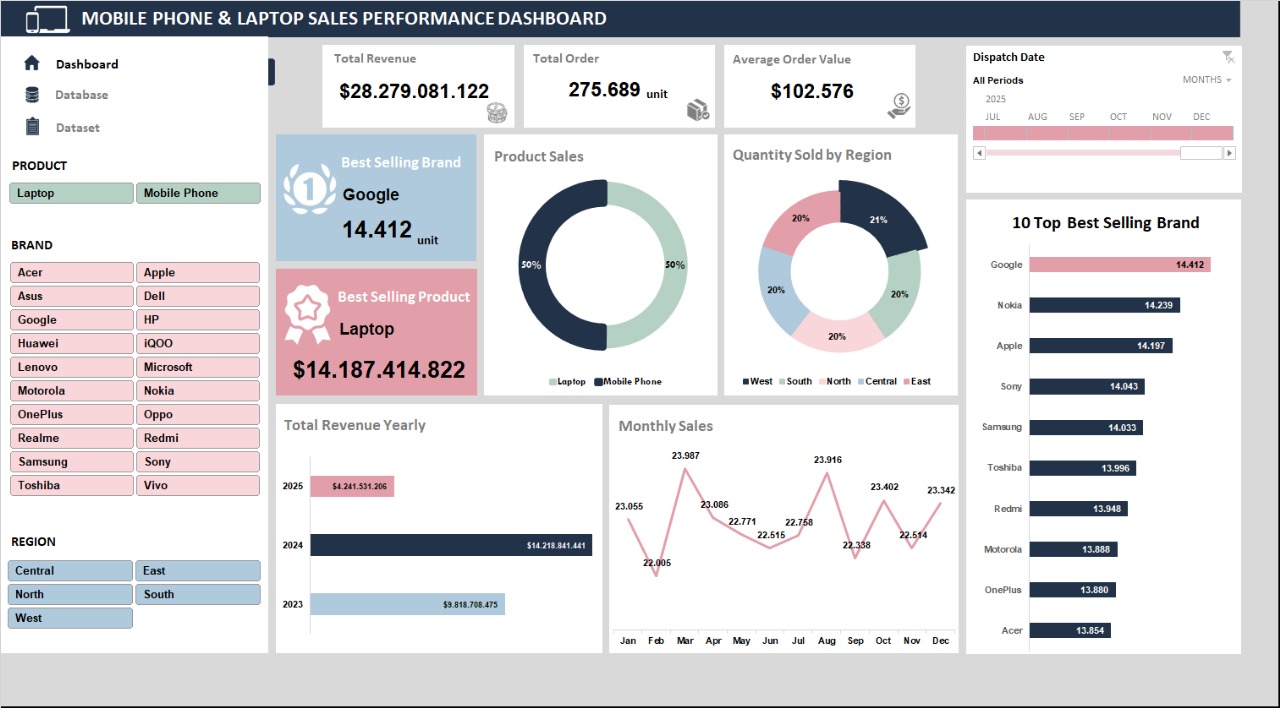 MOBILE PHONE & LAPTOP SALES PERFORMANCE DASHBOARD
Dashboard
Database
Dataset
PRODUCT
Laptop
Mobile Phone
BRAND
Acer
Apple
Asus
Dell
Google
HP
Huawei
iQOO
Lenovo
Microsoft
Motorola
Nokia
OnePlus
Oppo
Realme
Redmi
Samsung
Sony
Toshiba
Vivo
REGION
Central
East
North
South
West
Total Revenue
$28.279.081.122
Total Order
275.689 unit
Average Order Value
$102.576
Dispatch Date
All Periods
MONTHS
2025
JUL AUG SEP OCT NOV DEC
1
Best Selling Brand
Google
14.412 unit
Best Selling Product
Laptop
$14.187.414.822
Product Sales
50%
50%
Laptop Mobile Phone
Quantity Sold by Region
20%
21%
20%
20%
20%
West South North Central East
Total Revenue Yearly
2025 $4.241.531.206
2024 $14.218.841.441
2023 $9.818.708.475
Monthly Sales
23.055
22.005
23.987
23.086
22.771
22.515
22.758
23.916
22.338
23.402
22.514
23.342
Jan Feb Mar Apr May Jun Jul Aug Sep Oct Nov Dec
10 Top Best Selling Brand
Google 14.412
Nokia 14.239
Apple 14.197
Sony 14.043
Samsung 14.033
Toshiba 13.996
Redmi 13.948
Motorola 13.888
OnePlus 13.880
Acer 13.854